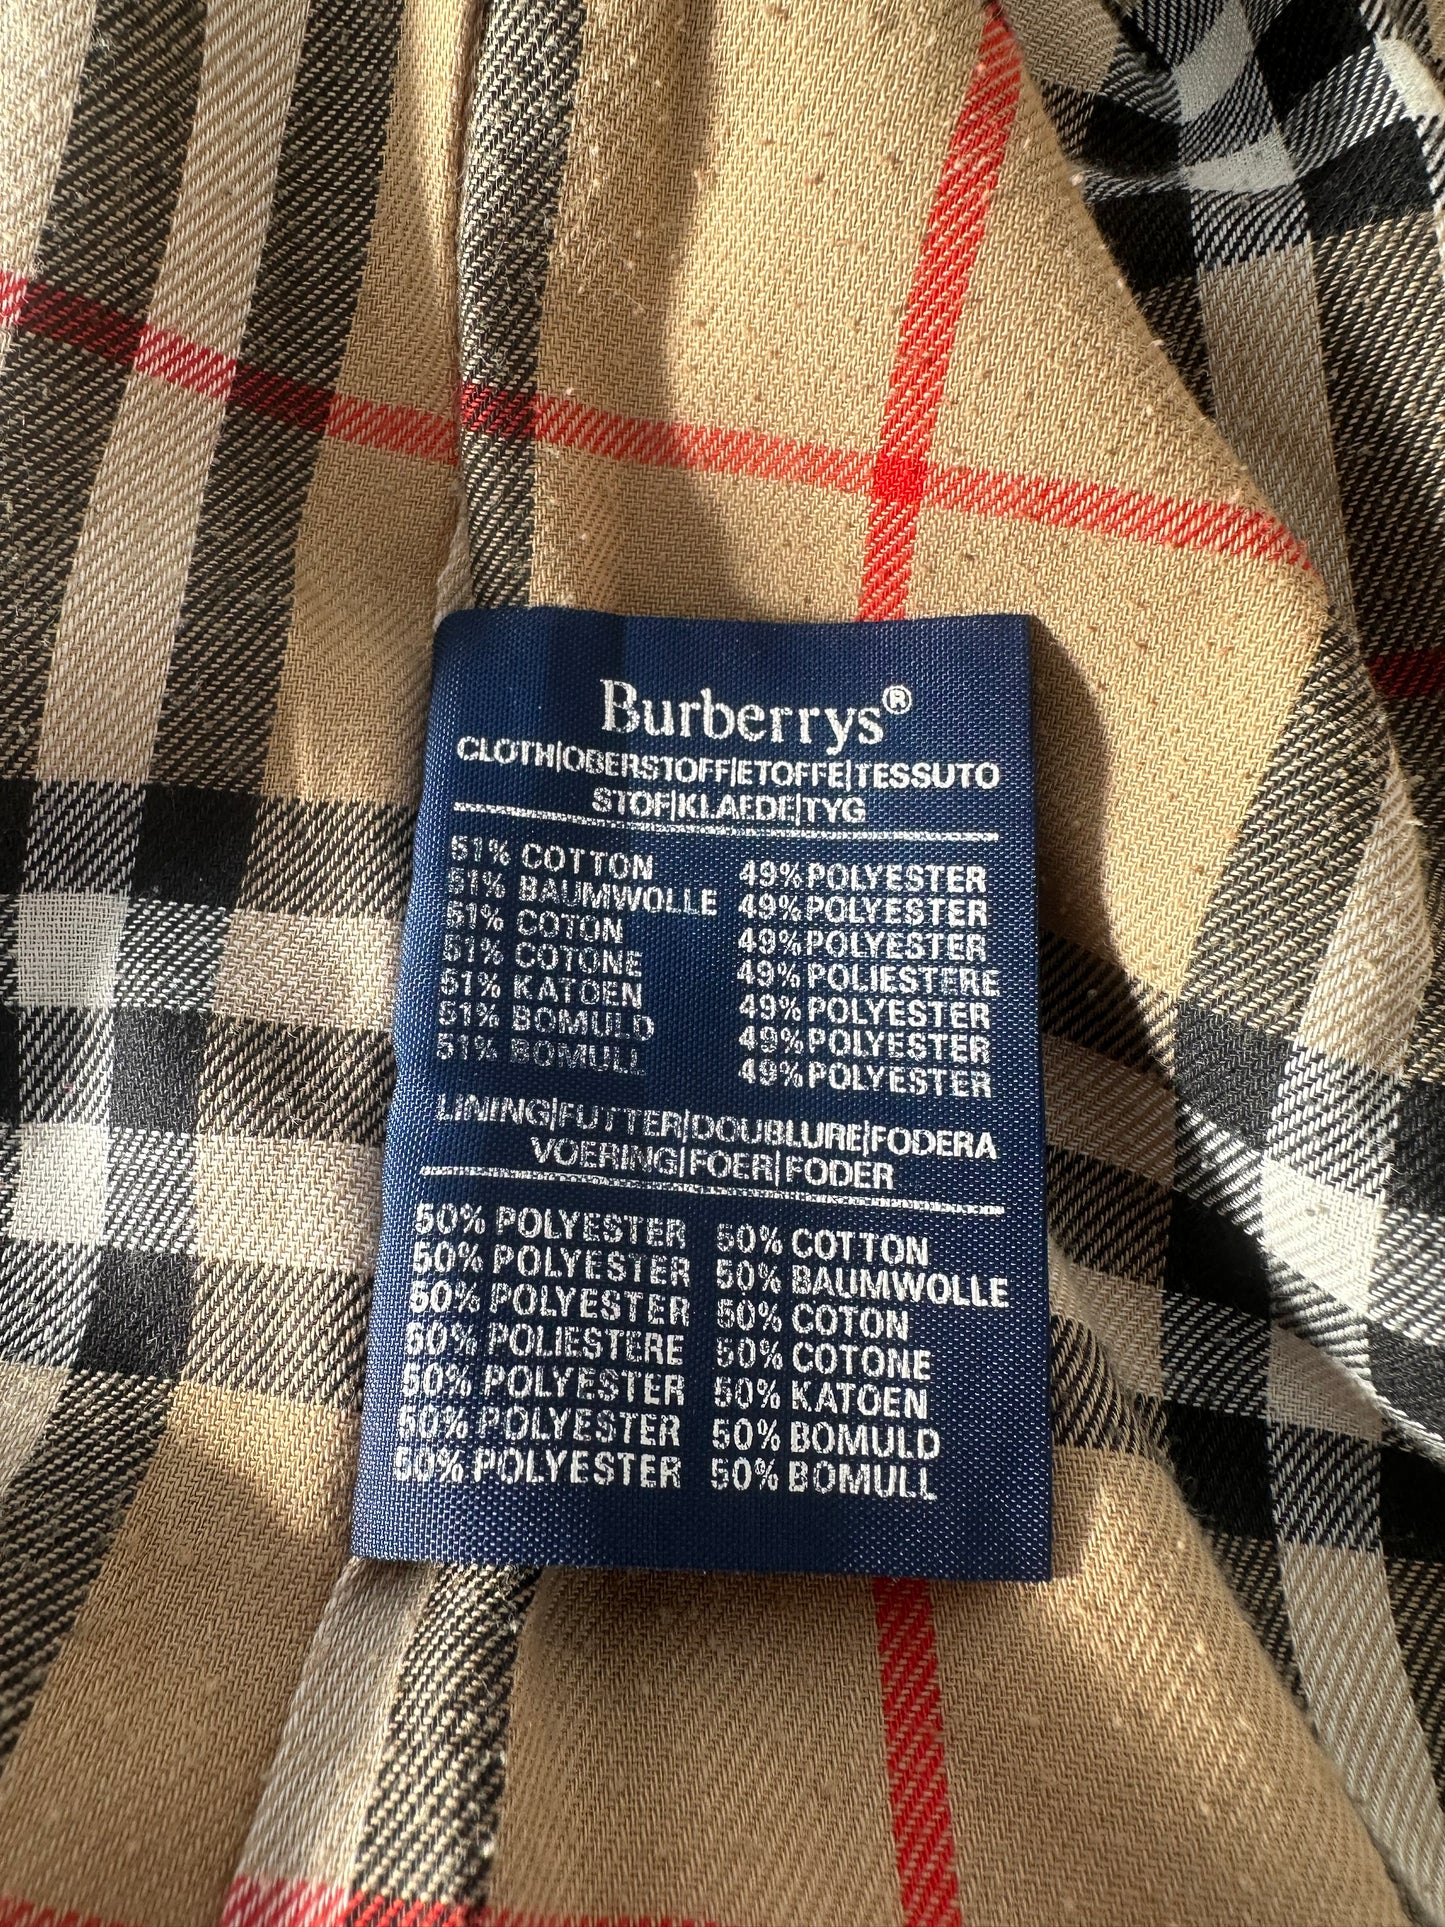 Burberrys®
CLOTH|OBERSTOFF|ETOFFE|TESSUTO
STOF|KLAEDE|TYG
51% COTTON 49% POLYESTER
51% BAUMWOLLE 49% POLYESTER
51% COTON 49% POLYESTER
51% COTONE 49% POLIESTERE
51% KATOEN 49% POLYESTER
51% BOMULD 49% POLYESTER
51% BOMULL 49% POLYESTER
LINING|FUTTER|DOUBLURE|FODERA
VOERING|FOER|FODER
50% POLYESTER 50% COTTON
50% POLYESTER 50% BAUMWOLLE
50% POLYESTER 50% COTON
50% POLIESTERE 50% COTONE
50% POLYESTER 50% KATOEN
50% POLYESTER 50% BOMULD
50% POLYESTER 50% BOMULL